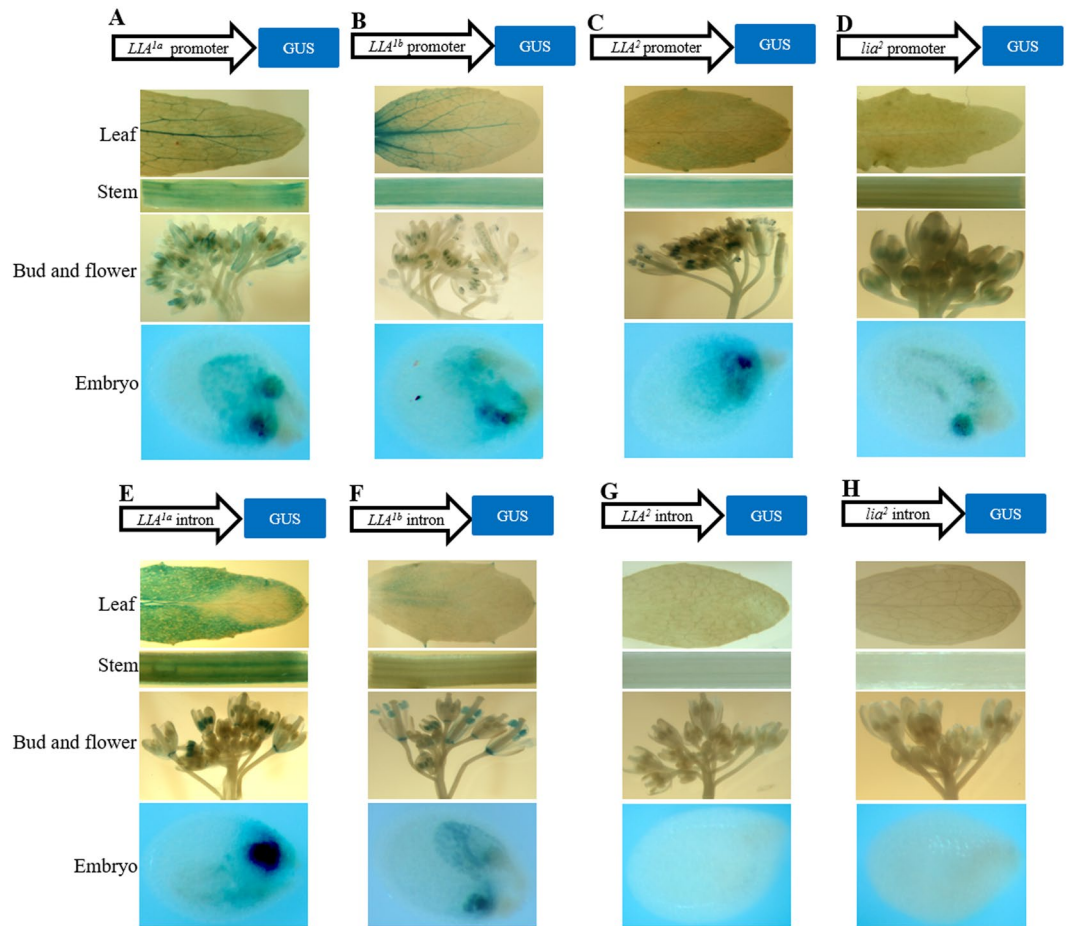 A B C D
LIA¹ᵃ promoter GUS LIA¹ᵇ promoter GUS LIA² promoter GUS lia² promoter GUS
Leaf
Stem
Bud and flower
Embryo
E F G H
LIA¹ᵃ intron GUS LIA¹ᵇ intron GUS LIA² intron GUS lia² intron GUS
Leaf
Stem
Bud and flower
Embryo